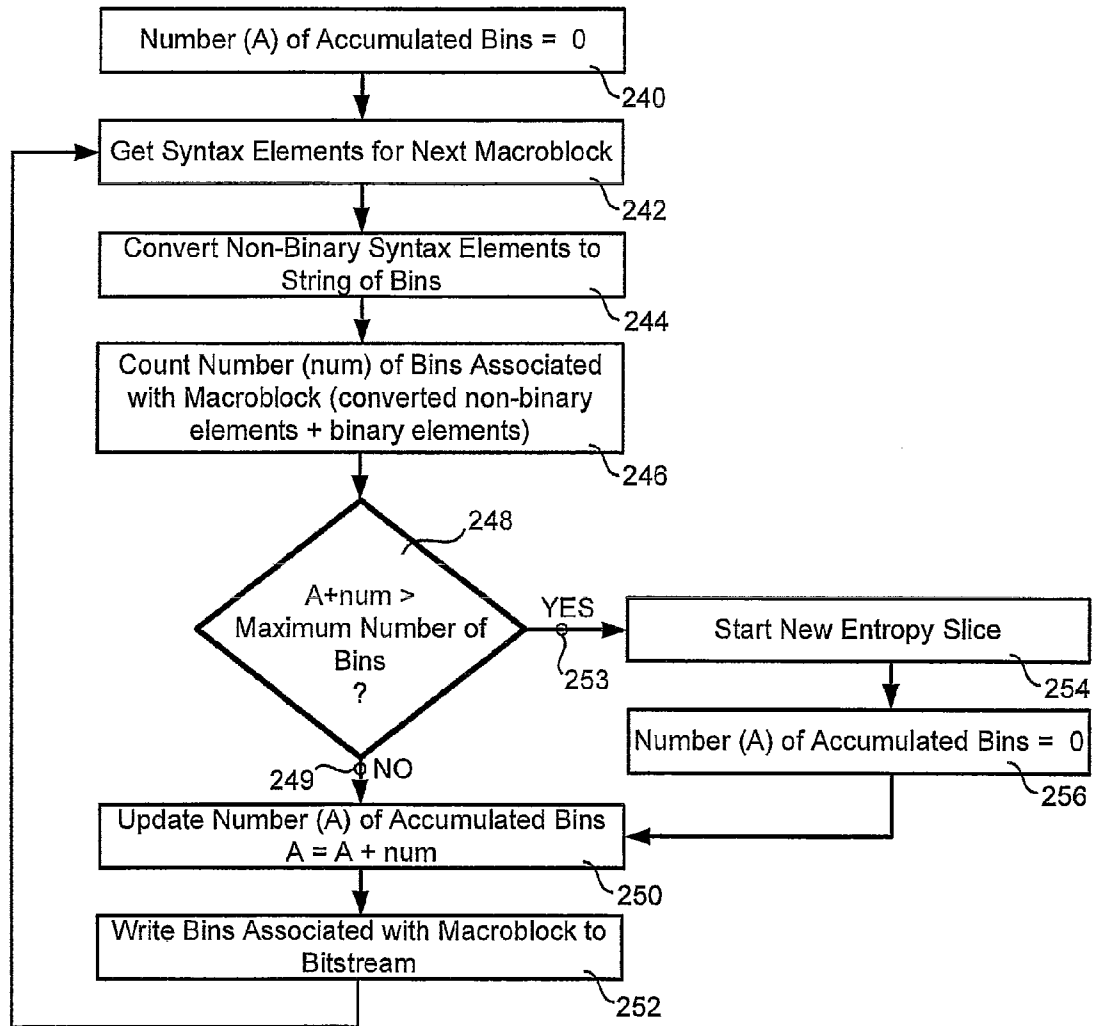 Number (A) of Accumulated Bins = 0
240
Get Syntax Elements for Next Macroblock
242
Convert Non-Binary Syntax Elements to
String of Bins
244
Count Number (num) of Bins Associated
with Macroblock (converted non-binary
elements + binary elements)
246
248
A+num >
Maximum Number of
Bins
?
YES
253
Start New Entropy Slice
254
Number (A) of Accumulated Bins = 0
256
249
NO
Update Number (A) of Accumulated Bins
A = A + num
250
Write Bins Associated with Macroblock to
Bitstream
252